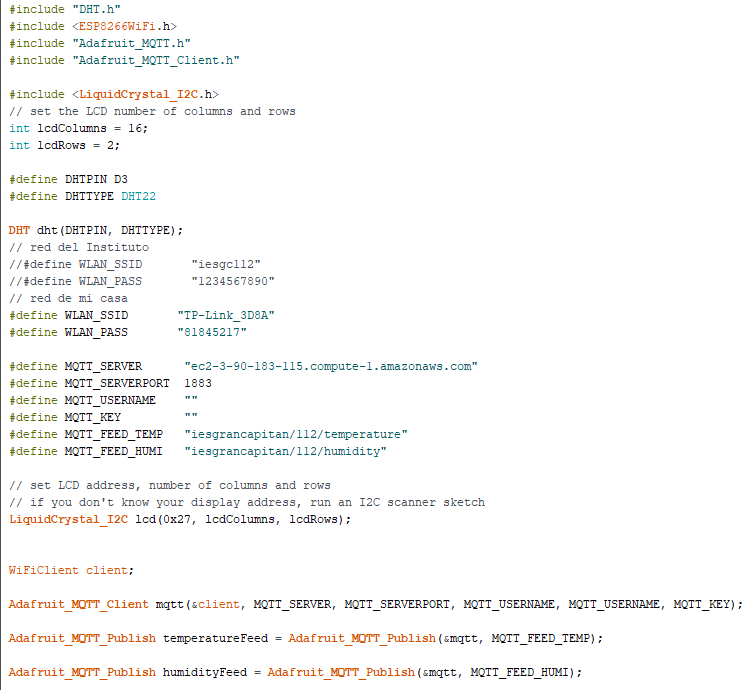 #include "DHT.h"
#include <ESP8266WiFi.h>
#include "Adafruit_MQTT.h"
#include "Adafruit_MQTT_Client.h"
#include <LiquidCrystal_I2C.h>
// set the LCD number of columns and rows
int lcdColumns = 16;
int lcdRows = 2;
#define DHTPIN D3
#define DHTTYPE DHT22
DHT dht(DHTPIN, DHTTYPE);
// red del Instituto
//#define WLAN_SSID "iesgc112"
//#define WLAN_PASS "1234567890"
// red de mi casa
#define WLAN_SSID "TP-Link_3D8A"
#define WLAN_PASS "81845217"
#define MQTT_SERVER "ec2-3-90-183-115.compute-1.amazonaws.com"
#define MQTT_SERVERPORT 1883
#define MQTT_USERNAME ""
#define MQTT_KEY ""
#define MQTT_FEED_TEMP "iesgrancapitan/112/temperature"
#define MQTT_FEED_HUMI "iesgrancapitan/112/humidity"
// set LCD address, number of columns and rows
// if you don't know your display address, run an I2C scanner sketch
LiquidCrystal_I2C lcd(0x27, lcdColumns, lcdRows);
WiFiClient client;
Adafruit_MQTT_Client mqtt(&client, MQTT_SERVER, MQTT_SERVERPORT, MQTT_USERNAME, MQTT_USERNAME, MQTT_KEY);
Adafruit_MQTT_Publish temperatureFeed = Adafruit_MQTT_Publish(&mqtt, MQTT_FEED_TEMP);
Adafruit_MQTT_Publish humidityFeed = Adafruit_MQTT_Publish(&mqtt, MQTT_FEED_HUMI);